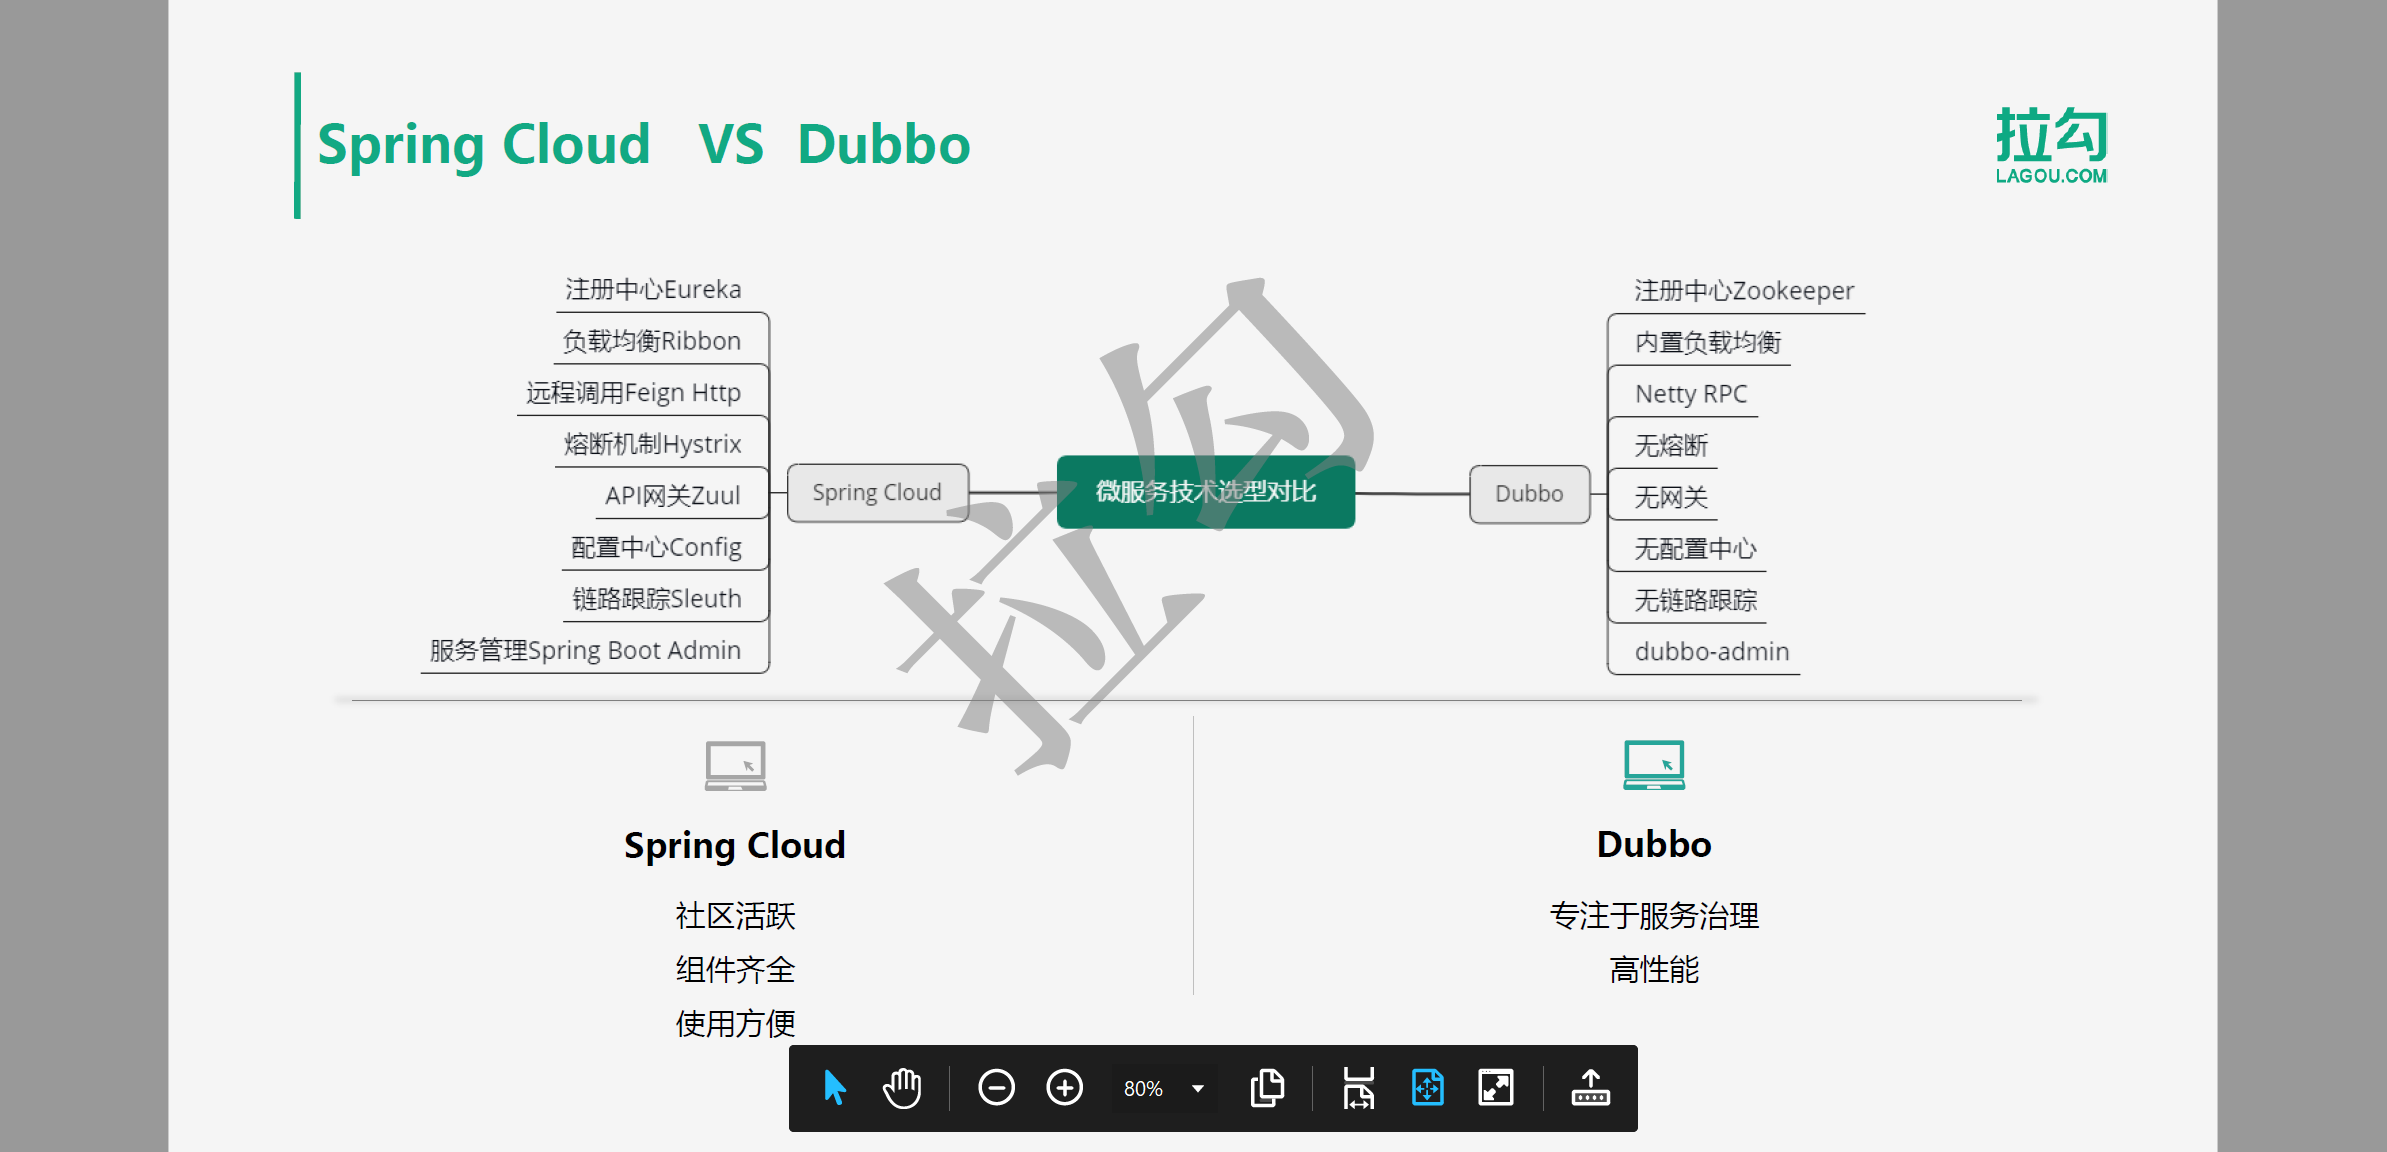 Spring Cloud VS Dubbo
拉勾
LAGOU.COM
注册中心Eureka
负载均衡Ribbon
远程调用Feign Http
熔断机制Hystrix
API网关Zuul
配置中心Config
链路跟踪Sleuth
服务管理Spring Boot Admin
Spring Cloud
微服务技术选型对比
Dubbo
注册中心Zookeeper
内置负载均衡
Netty RPC
无熔断
无网关
无配置中心
无链路跟踪
dubbo-admin
拉勾
Spring Cloud
社区活跃
组件齐全
使用方便
Dubbo
专注于服务治理
高性能
80%